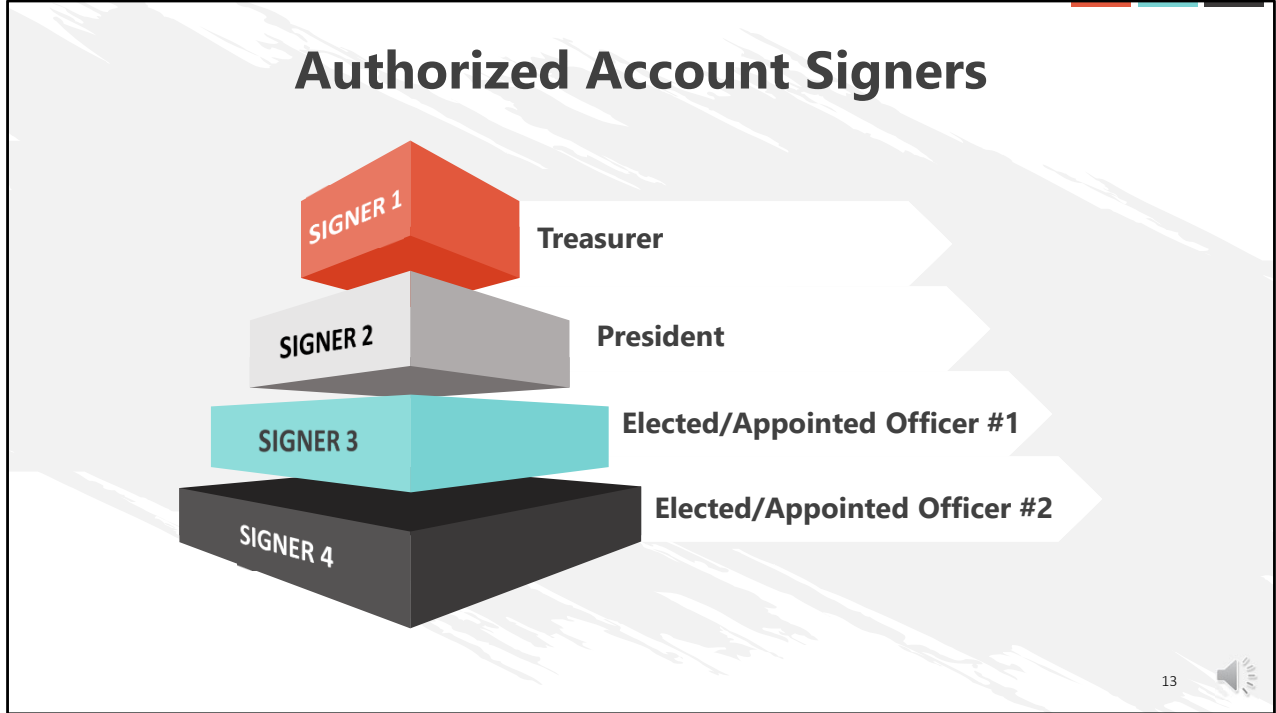 Authorized Account Signers
SIGNER 1
Treasurer
SIGNER 2
President
SIGNER 3
Elected/Appointed Officer #1
SIGNER 4
Elected/Appointed Officer #2
13